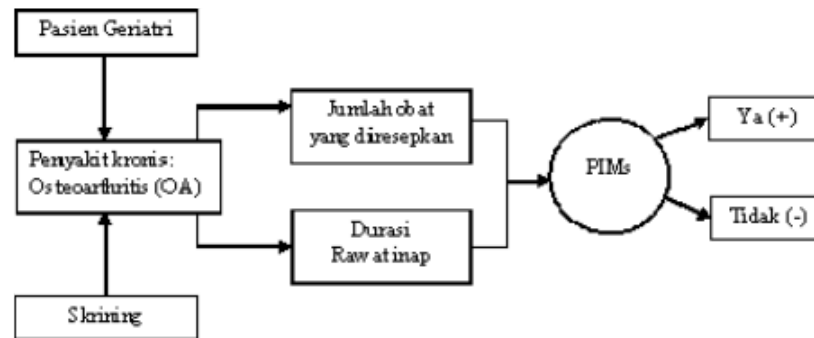 Pasien Geriatri
Penyakit kronis:
Osteoarthritis (OA)
Skrining
Jumlah obat
yang diresepkan
Durasi
Rawat inap
PIMs
Ya (+)
Tidak (-)